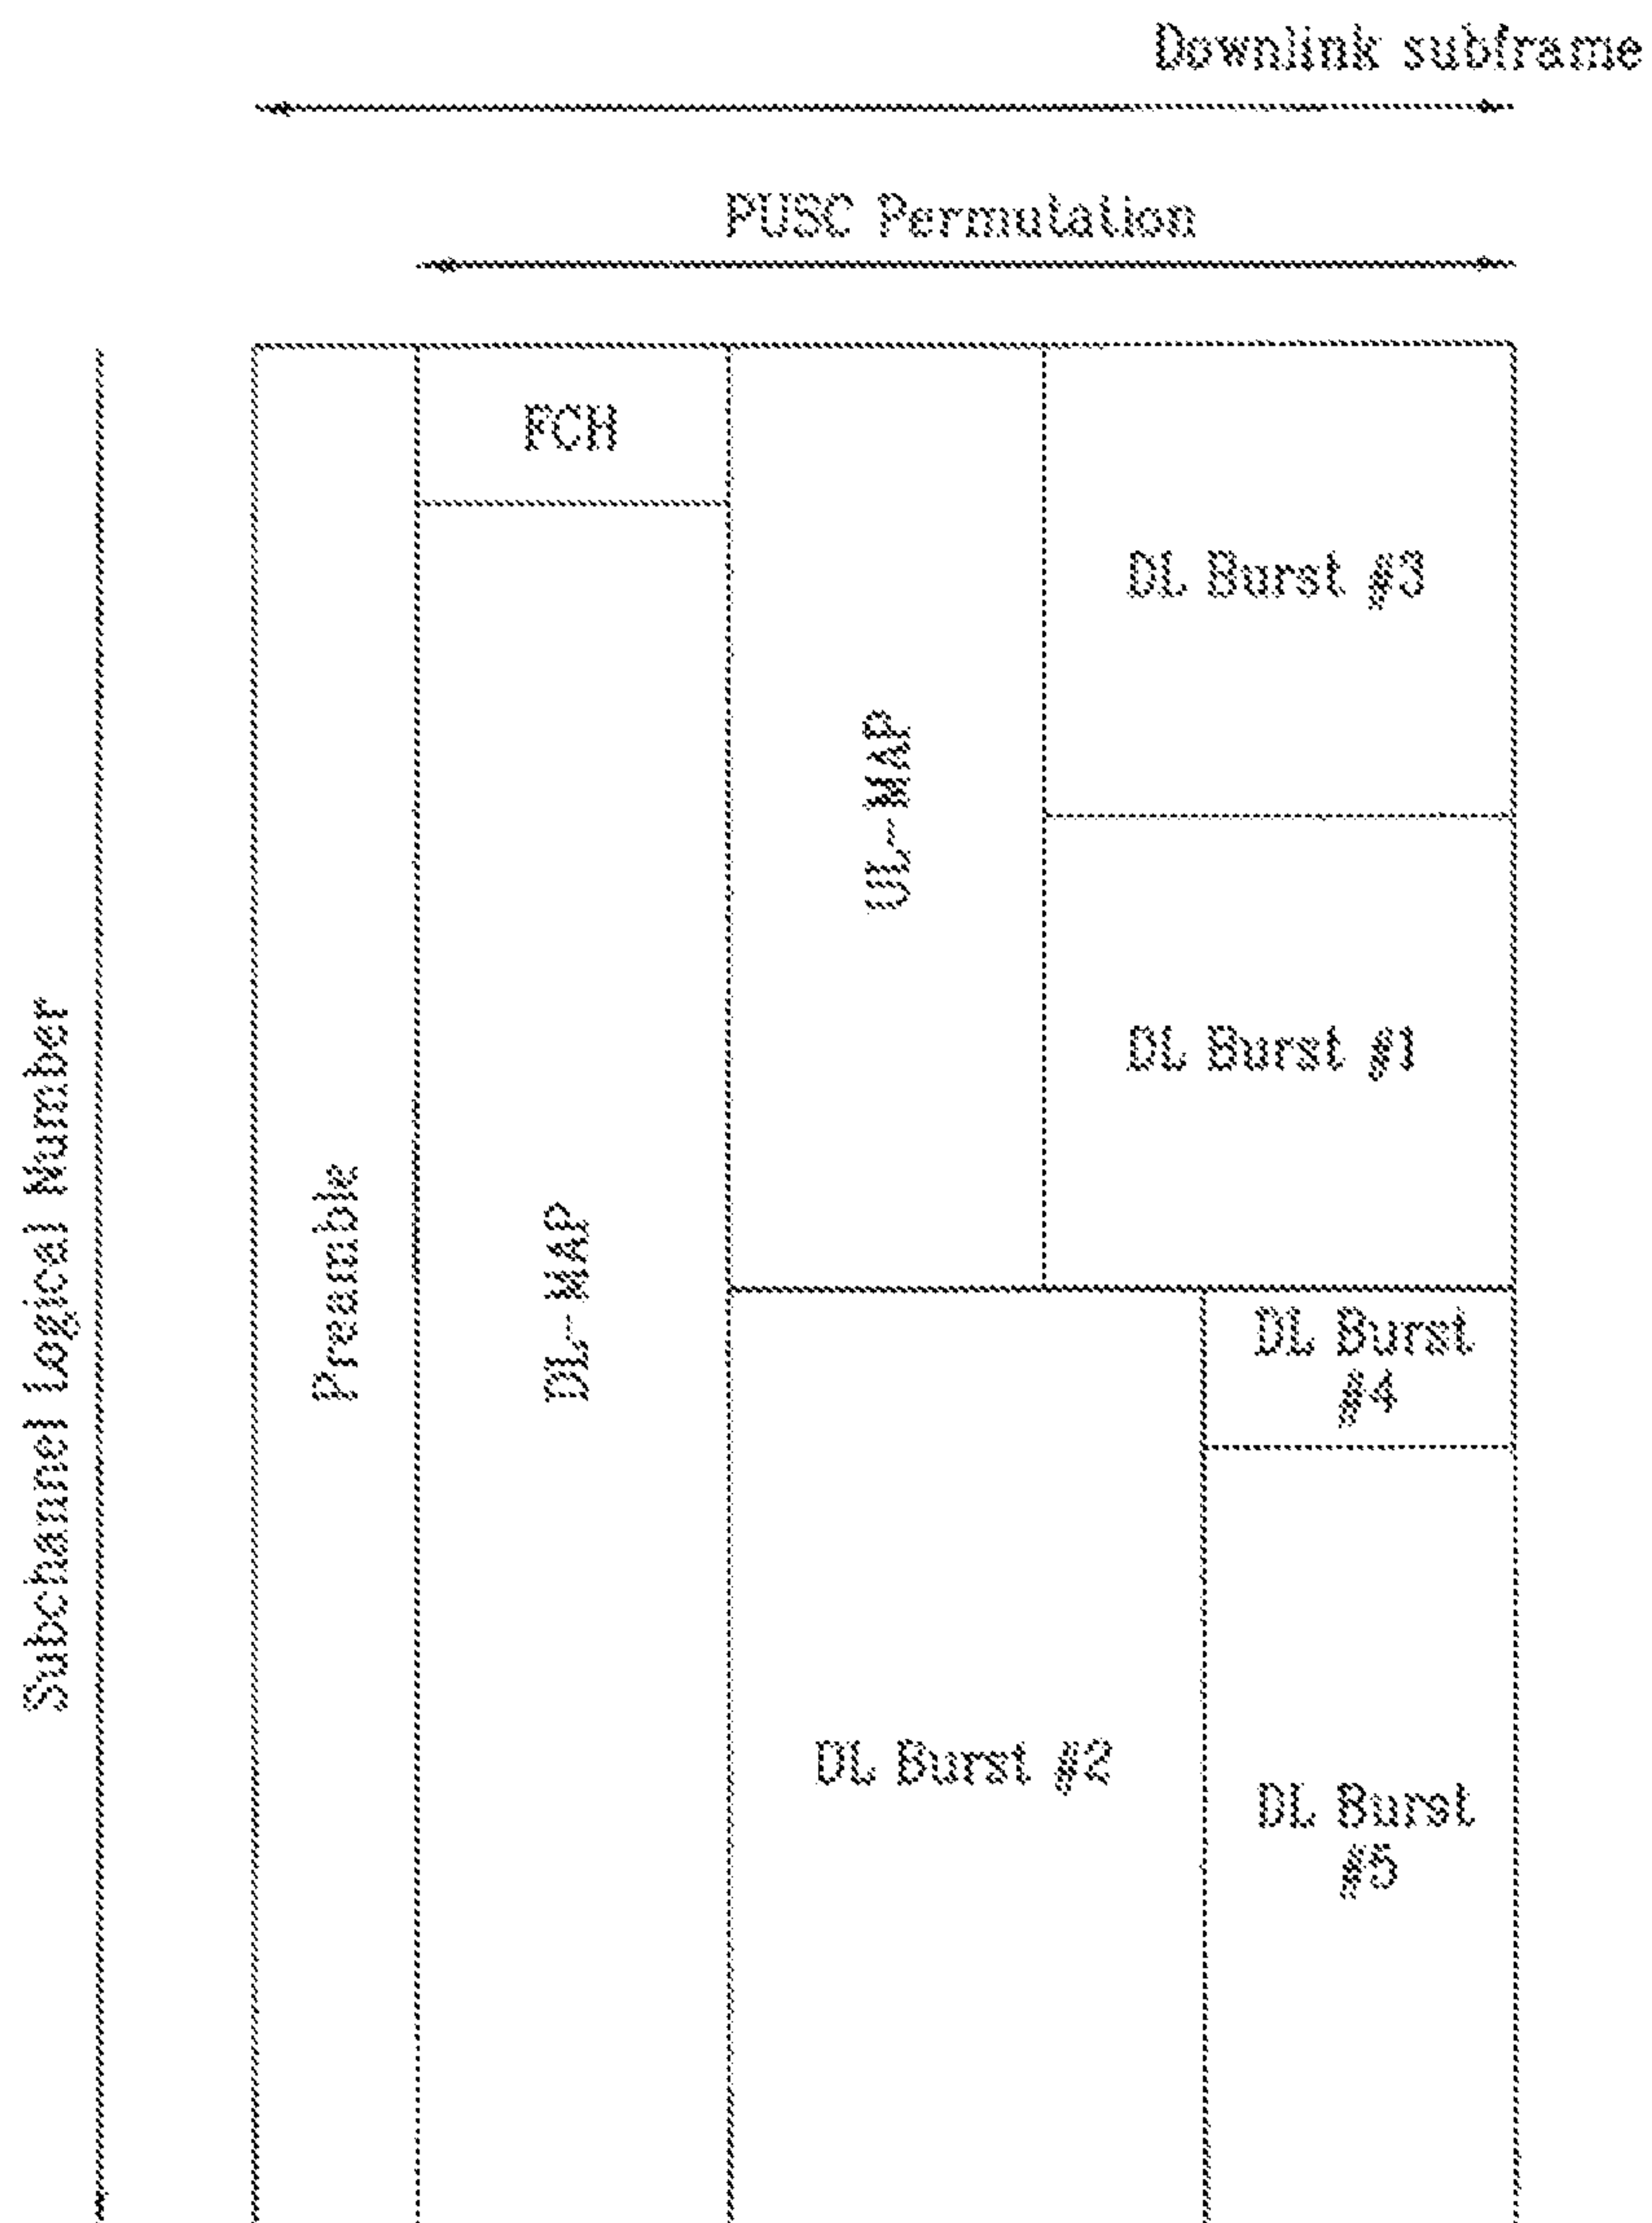 Downlink subframe
PUSC Permutation
FCH
DL Burst #3
UL-MAP
DL Burst #1
Subchannel Logical Number
Preamble
DL-MAP
DL Burst
#4
DL Burst #2
DL Burst
#5